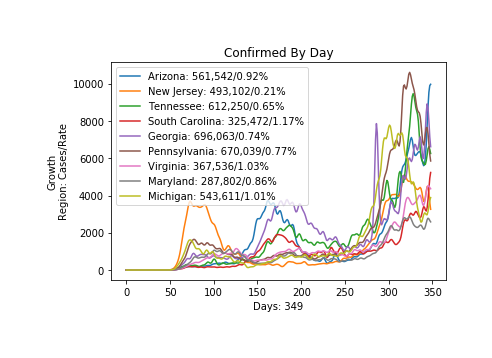 Confirmed By Day
Growth
Region: Cases/Rate
10000
8000
6000
4000
2000
0
Arizona: 561,542/0.92%
New Jersey: 493,102/0.21%
Tennessee: 612,250/0.65%
South Carolina: 325,472/1.17%
Georgia: 696,063/0.74%
Pennsylvania: 670,039/0.77%
Virginia: 367,536/1.03%
Maryland: 287,802/0.86%
Michigan: 543,611/1.01%
0 50 100 150 200 250 300 350
Days: 349